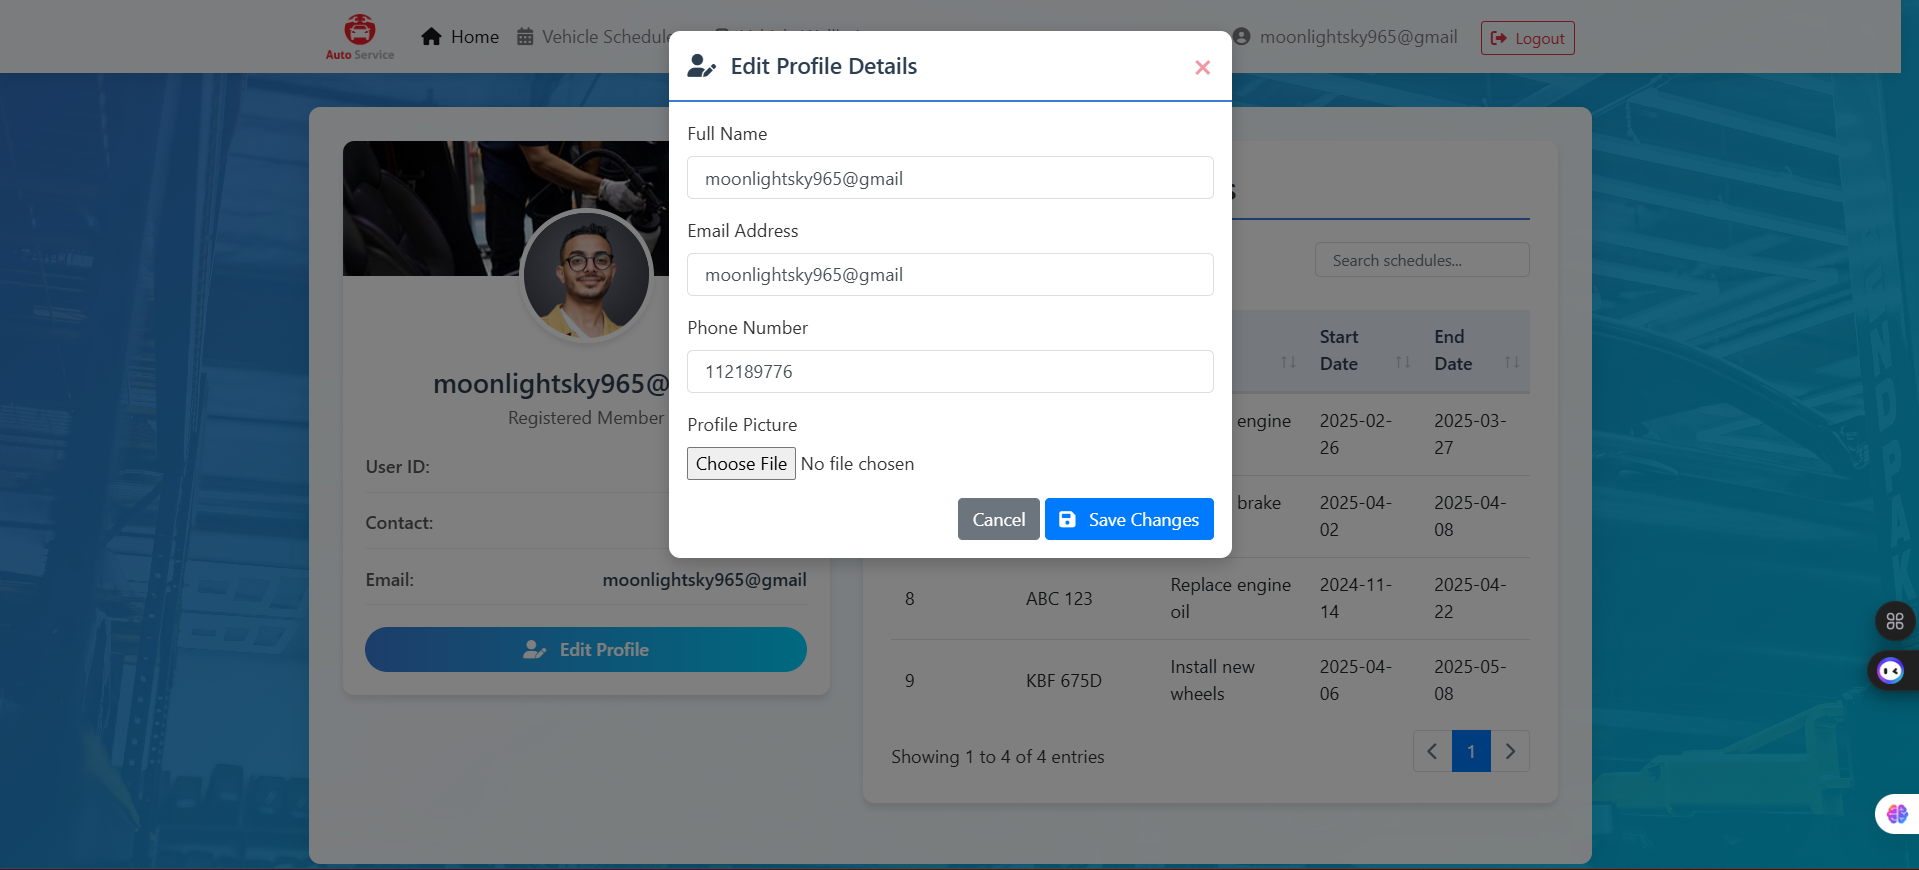 Auto Service
Home
Vehicle Schedule
moonlightsky965@gmail
Logout
Edit Profile Details
Full Name
moonlightsky965@gmail
Email Address
moonlightsky965@gmail
Phone Number
112189776
Profile Picture
Choose File No file chosen
Cancel
Save Changes
moonlightsky965@
Registered Member
User ID:
Contact:
Email: moonlightsky965@gmail
Edit Profile
s
Search schedules...
Start
Date
End
Date
engine
2025-02-
26
2025-03-
27
brake
2025-04-
02
2025-04-
08
8
ABC 123
Replace engine
oil
2024-11-
14
2025-04-
22
9
KBF 675D
Install new
wheels
2025-04-
06
2025-05-
08
Showing 1 to 4 of 4 entries
1